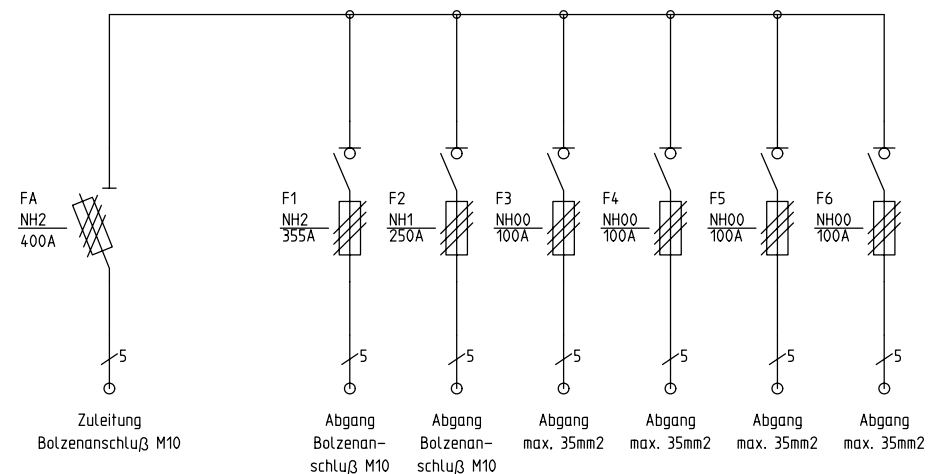 FA
NH2
400A
F1
NH2
355A
F2
NH1
250A
F3
NH00
100A
F4
NH00
100A
F5
NH00
100A
F6
NH00
100A
5
5
5
5
5
5
5
Zuleitung
Bolzenanschluß M10
Abgang
Bolzenan-
schluß M10
Abgang
Bolzenan-
schluß M10
Abgang
max. 35mm2
Abgang
max. 35mm2
Abgang
max. 35mm2
Abgang
max. 35mm2